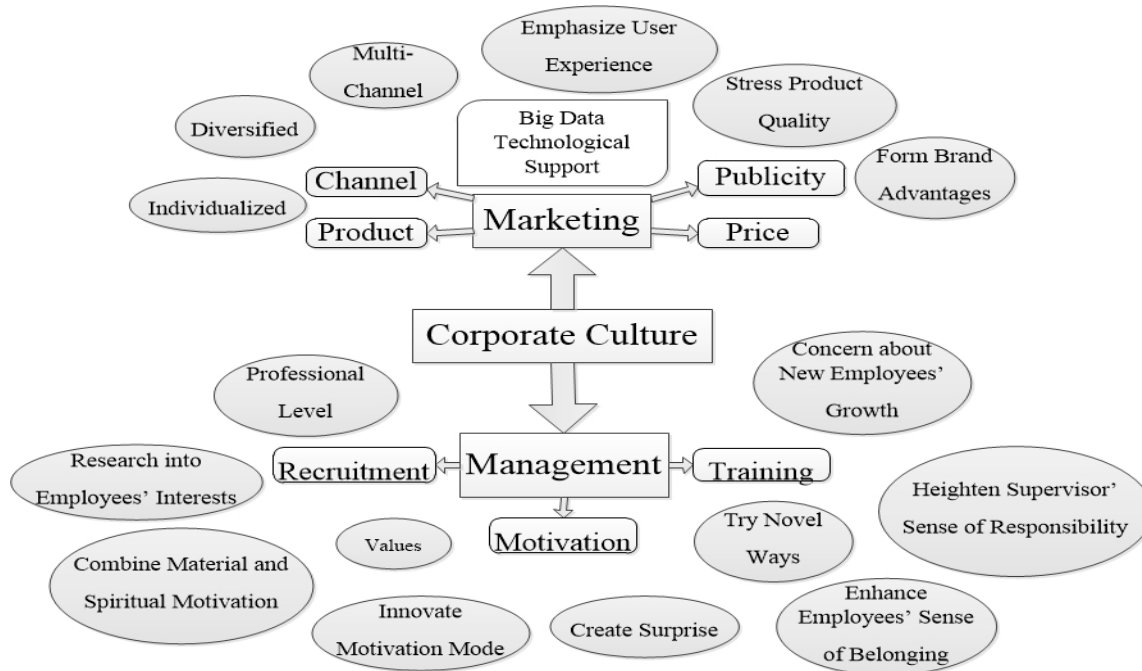 Emphasize User
Experience
Multi-
Channel
Stress Product
Quality
Diversified
Big Data
Technological
Support
Form Brand
Advantages
Channel
Publicity
Individualized
Marketing
Product
Price
Corporate Culture
Concern about
New Employees'
Growth
Professional
Level
Recruitment
Management
Training
Research into
Employees' Interests
Heighten Supervisor'
Sense of Responsibility
Motivation
Try Novel
Ways
Values
Combine Material and
Spiritual Motivation
Innovate
Motivation Mode
Create Surprise
Enhance
Employees' Sense
of Belonging